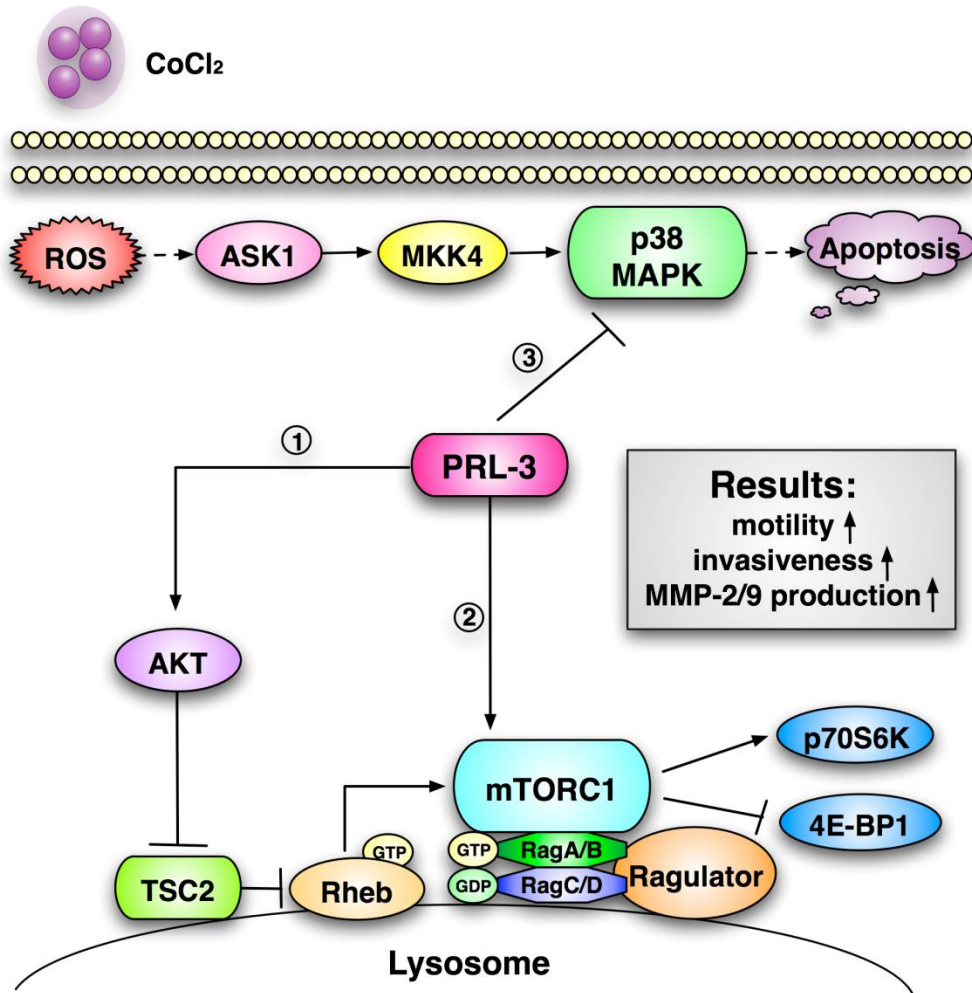 CoCl₂
ROS
ASK1
MKK4
p38
MAPK
Apoptosis
③
①
PRL-3
Results:
motility ↑
invasiveness ↑
MMP-2/9 production ↑
②
AKT
p70S6K
mTORC1
4E-BP1
GTP
GTP
RagA/B
TSC2
Rheb
GDP
RagC/D
Ragulator
Lysosome